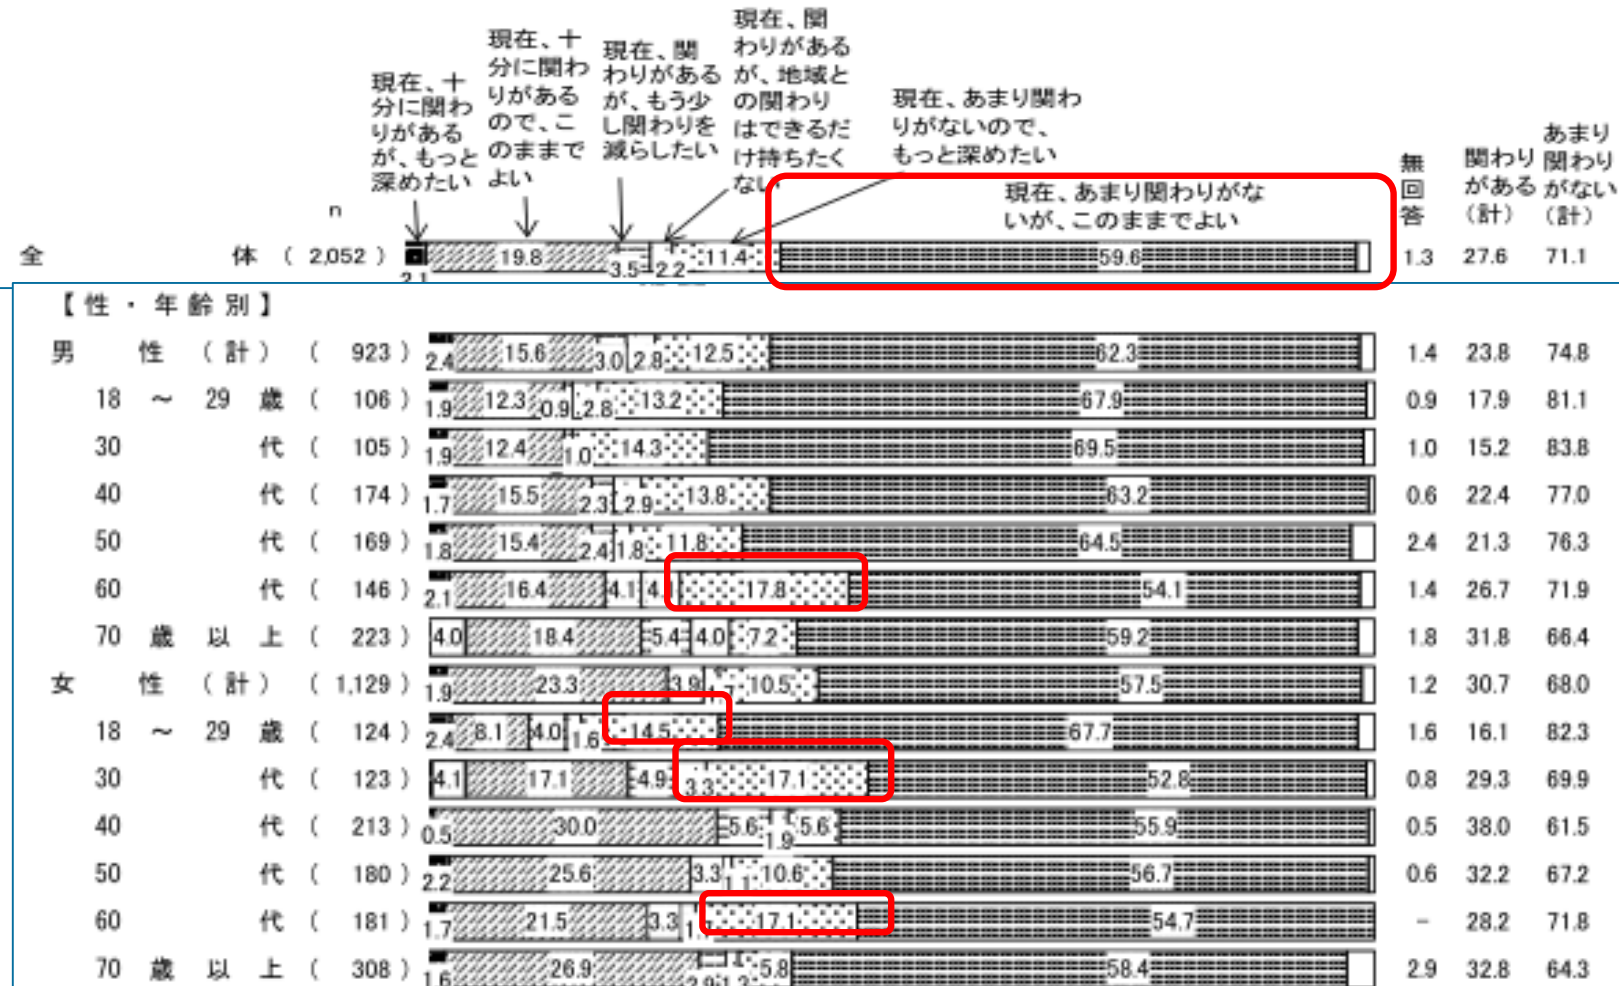 現在、十
分に関わ
りがある
が、もっと
深めたい
現在、十
分に関わ
りがある
ので、こ
のままで
よい
現在、関
わりがある
が、もう少
し関わりを
減らしたい
現在、関
わりがある
が、地域と
の関わり
はできるだ
け持ちたく
ない
現在、あまり関わ
りがないので、
もっと深めたい
現在、あまり関わりがな
いが、このままでよい
無
回
答
関わり
がある
(計)
あまり
関わり
がない
(計)
n
全 体 ( 2,052 ) 2.1 19.8 3.5 2.2 11.4 59.6 1.3 27.6 71.1
【性・年齢別】
男 性 (計) ( 923 ) 2.4 15.6 3.0 2.8 12.5 62.3 1.4 23.8 74.8
18 ~ 29 歳 ( 106 ) 1.9 12.3 0.9 2.8 13.2 67.9 0.9 17.9 81.1
30 代 ( 105 ) 1.9 12.4 1.0 14.3 69.5 1.0 15.2 83.8
40 代 ( 174 ) 1.7 15.5 2.3 2.9 13.8 63.2 0.6 22.4 77.0
50 代 ( 169 ) 1.8 15.4 2.4 1.8 11.8 64.5 2.4 21.3 76.3
60 代 ( 146 ) 2.1 16.4 4.1 4.1 17.8 54.1 1.4 26.7 71.9
70 歳 以 上 ( 223 ) 4.0 18.4 5.4 4.0 7.2 59.2 1.8 31.8 66.4
女 性 (計) ( 1,129 ) 1.9 23.3 3.9 1.7 10.5 57.5 1.2 30.7 68.0
18 ~ 29 歳 ( 124 ) 2.4 8.1 4.0 1.6 14.5 67.7 1.6 16.1 82.3
30 代 ( 123 ) 4.1 17.1 4.9 3.3 17.1 52.8 0.8 29.3 69.9
40 代 ( 213 ) 0.5 30.0 5.6 1.9 5.6 55.9 0.5 38.0 61.5
50 代 ( 180 ) 2.2 25.6 3.3 1.1 10.6 56.7 0.6 32.2 67.2
60 代 ( 181 ) 1.7 21.5 3.3 1.7 17.1 54.7 - 28.2 71.8
70 歳 以 上 ( 308 ) 1.6 26.9 5.8 58.4 2.9 32.8 64.3